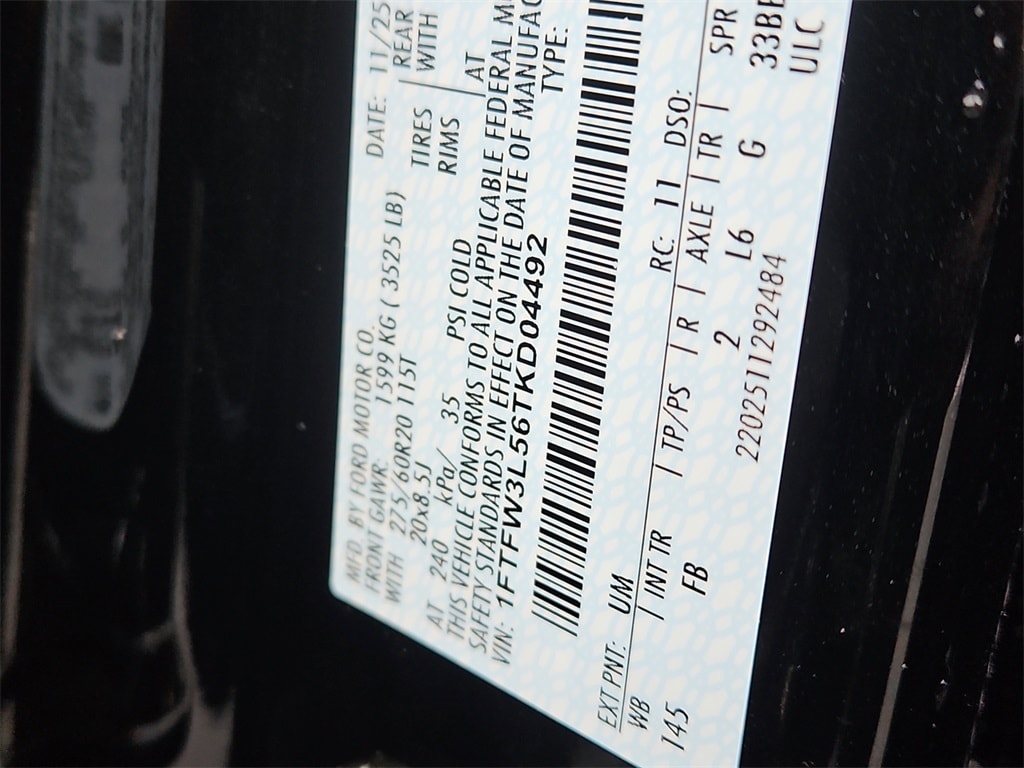 MFD. BY FORD MOTOR CO. DATE: 11/25
FRONT GAWR: 1599 KG ( 3525 LB) REAR
WITH 275/60R20 115T TIRES WITH
20x8.5J RIMS
AT 240 kPa/ 35 PSI COLD AT
THIS VEHICLE CONFORMS TO ALL APPLICABLE FEDERAL
SAFETY STANDARDS IN EFFECT ON THE DATE OF MANUFAC
VIN: 1FTFW3L56TKD04492 TYPE:
EXT PNT: UM RC: 11 DSO:
WB / INT TR / TP/PS / R / AXLE / TR / SPR
145 FB 2 L6 G 33BB
2202511292484 ULC